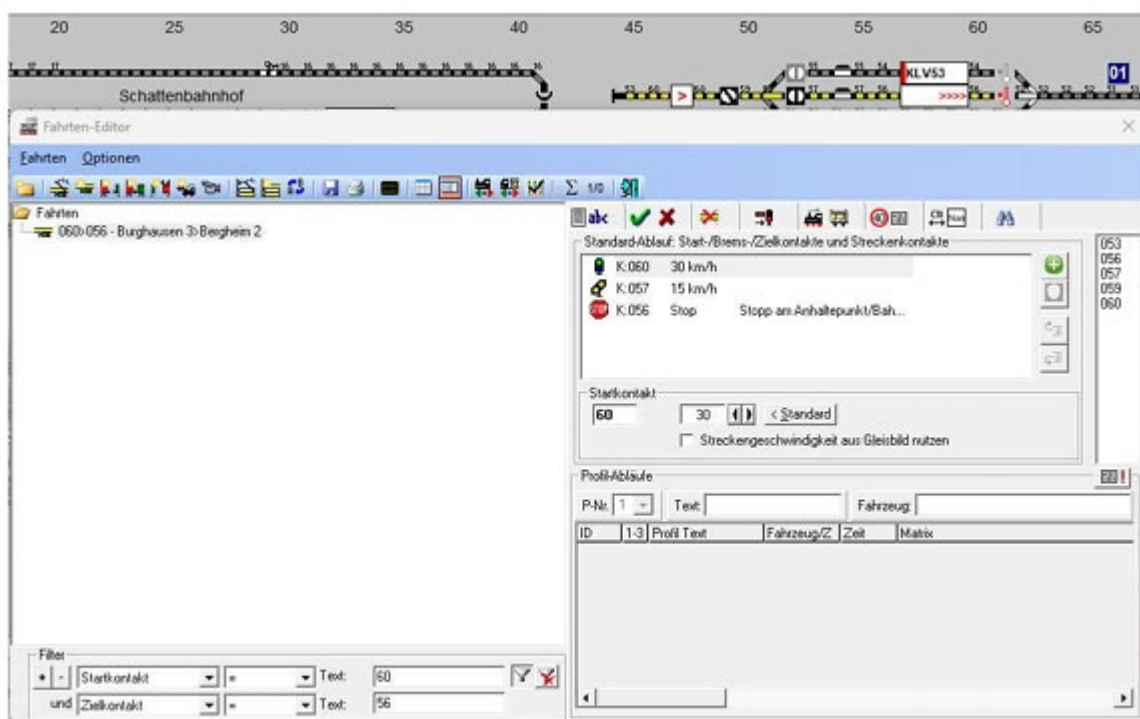 20 25 30 35 40 45 50 55 60 65
KLV53
01
Schattenbahnhof
>
>>>>
Fahrten-Editor
Fahrten Optionen
Σ 1/0
Fahrten
060›056 - Burghausen 3›Bergheim 2
abc
Standard-Ablauf: Start-/Brems-/Zielkontakte und Streckenkontakte
K:060 30 km/h
K:057 15 km/h
STOP K:056 Stop Stopp am Anhaltepunkt/Bah...
053
056
057
059
060
Startkontakt
60 30 < Standard
Streckengeschwindigkeit aus Gleisbild nutzen
Profil-Abläufe
P-Nr. 1 Text: Fahrzeug:
ID 1-3 Profil Text Fahrzeug/Z Zeit Matrix
Filter
+ - Startkontakt = Text: 60
und Zielkontakt = Text: 56